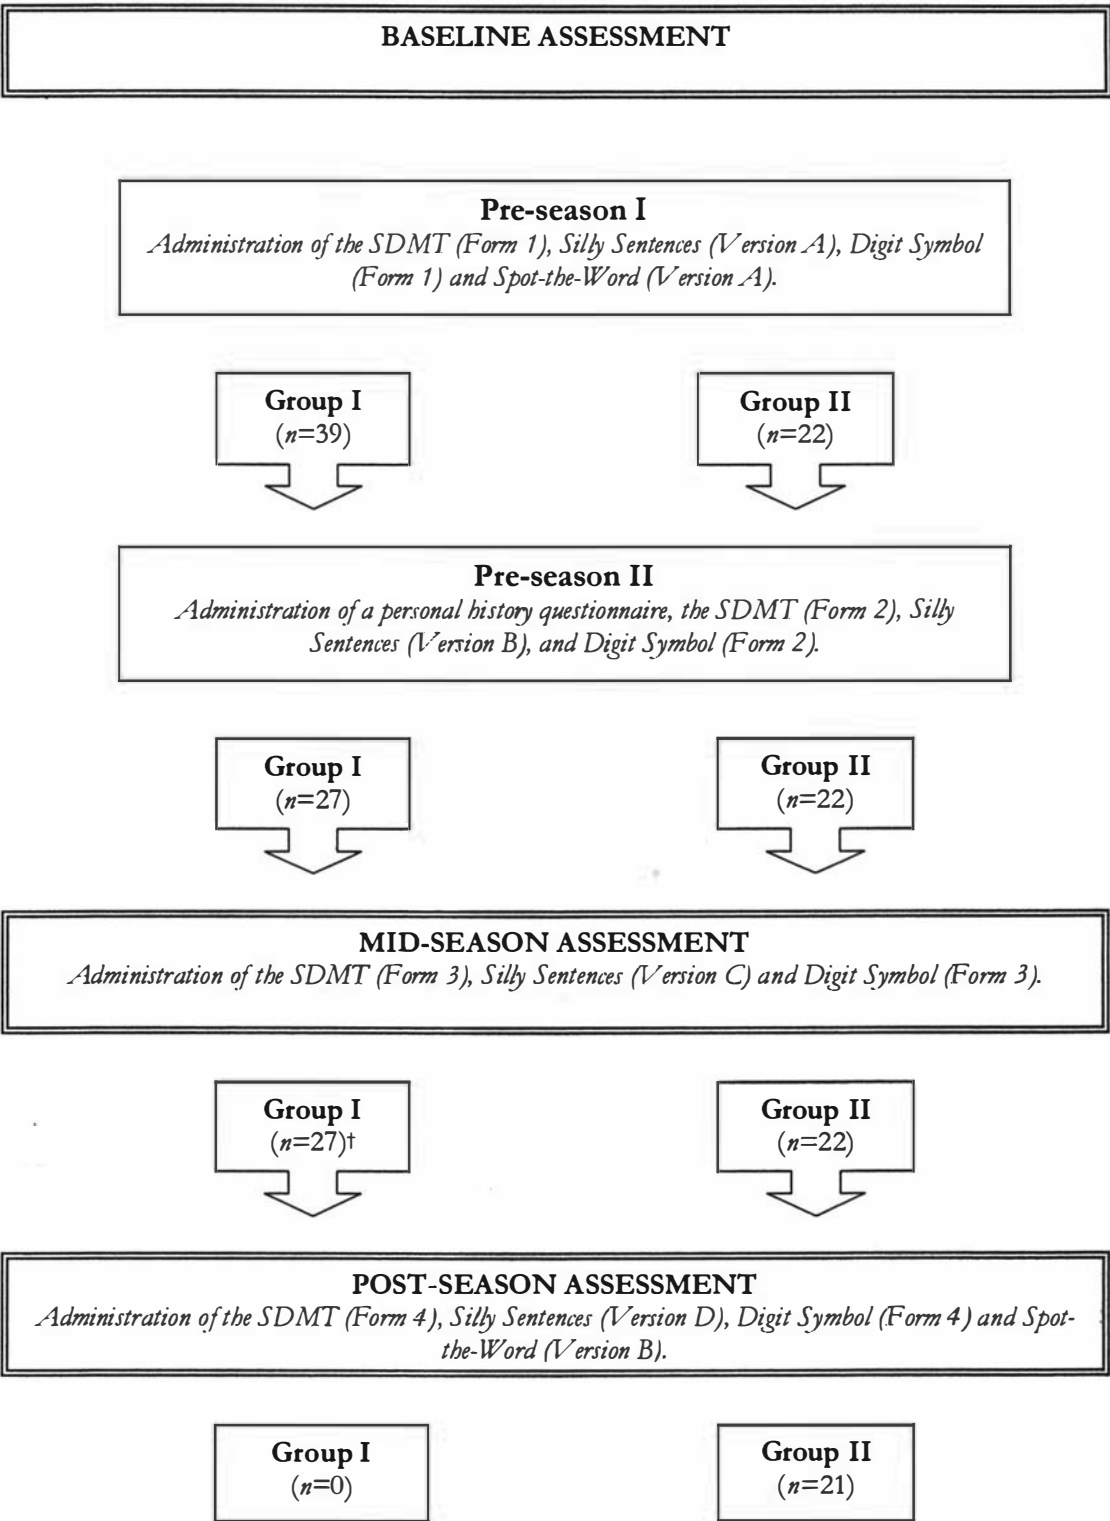 BASELINE ASSESSMENT
Pre-season I
Administration of the SDMT (Form 1), Silly Sentences (Version A), Digit Symbol
(Form 1) and Spot-the-Word (Version A).
Group I
(n=39)
Group II
(n=22)
Pre-season II
Administration of a personal history questionnaire, the SDMT (Form 2), Silly
Sentences (Version B), and Digit Symbol (Form 2).
Group I
(n=27)
Group II
(n=22)
MID-SEASON ASSESSMENT
Administration of the SDMT (Form 3), Silly Sentences (Version C) and Digit Symbol (Form 3).
Group I
(n=27)†
Group II
(n=22)
POST-SEASON ASSESSMENT
Administration of the SDMT (Form 4), Silly Sentences (Version D), Digit Symbol (Form 4) and Spot-
the-Word (Version B).
Group I
(n=0)
Group II
(n=21)